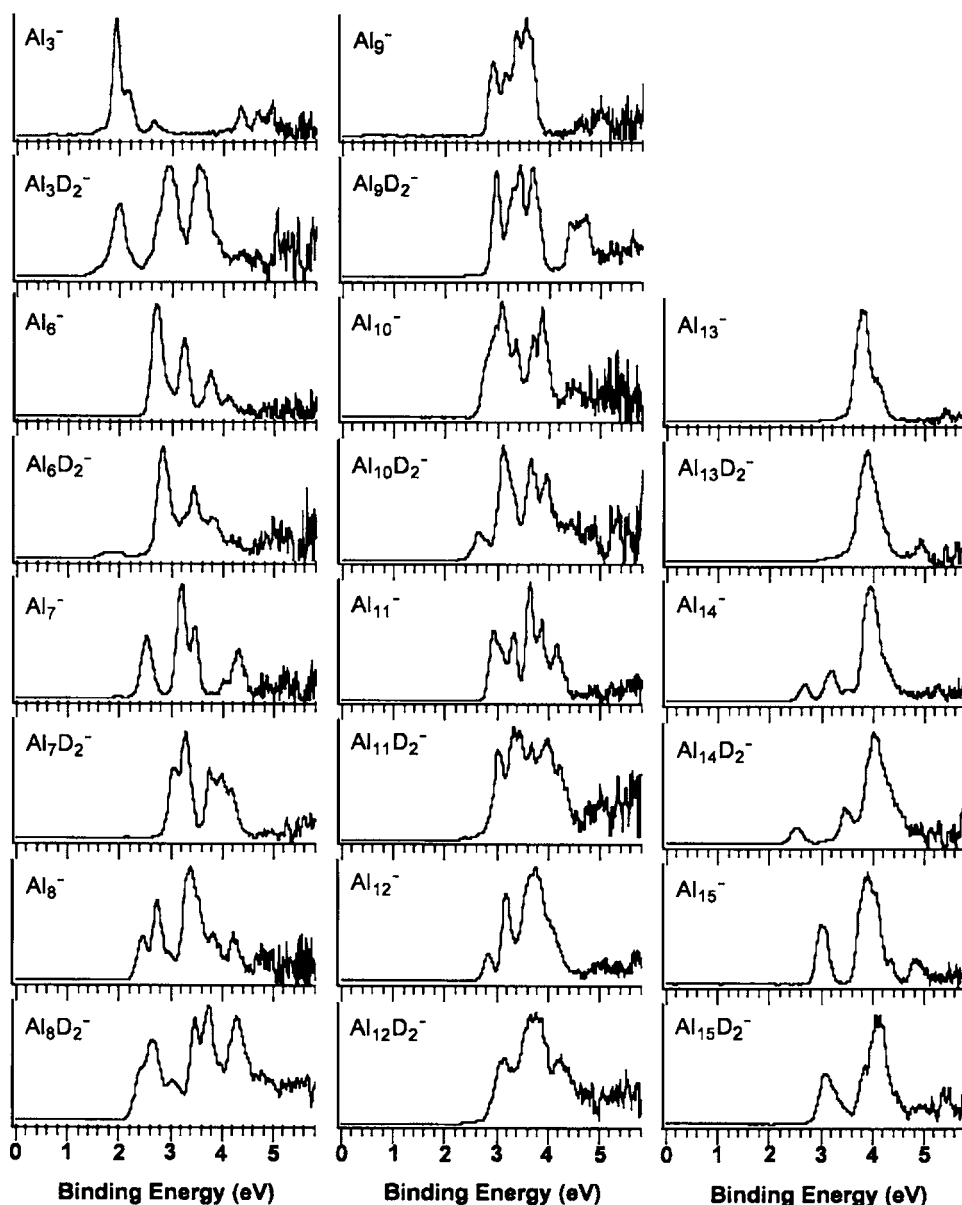 Al₃⁻
Al₃D₂⁻
Al₆⁻
Al₆D₂⁻
Al₇⁻
Al₇D₂⁻
Al₈⁻
Al₈D₂⁻
0 1 2 3 4 5
Binding Energy (eV)
Al₉⁻
Al₉D₂⁻
Al₁₀⁻
Al₁₀D₂⁻
Al₁₁⁻
Al₁₁D₂⁻
Al₁₂⁻
Al₁₂D₂⁻
0 1 2 3 4 5
Binding Energy (eV)
Al₁₃⁻
Al₁₃D₂⁻
Al₁₄⁻
Al₁₄D₂⁻
Al₁₅⁻
Al₁₅D₂⁻
0 1 2 3 4 5
Binding Energy (eV)